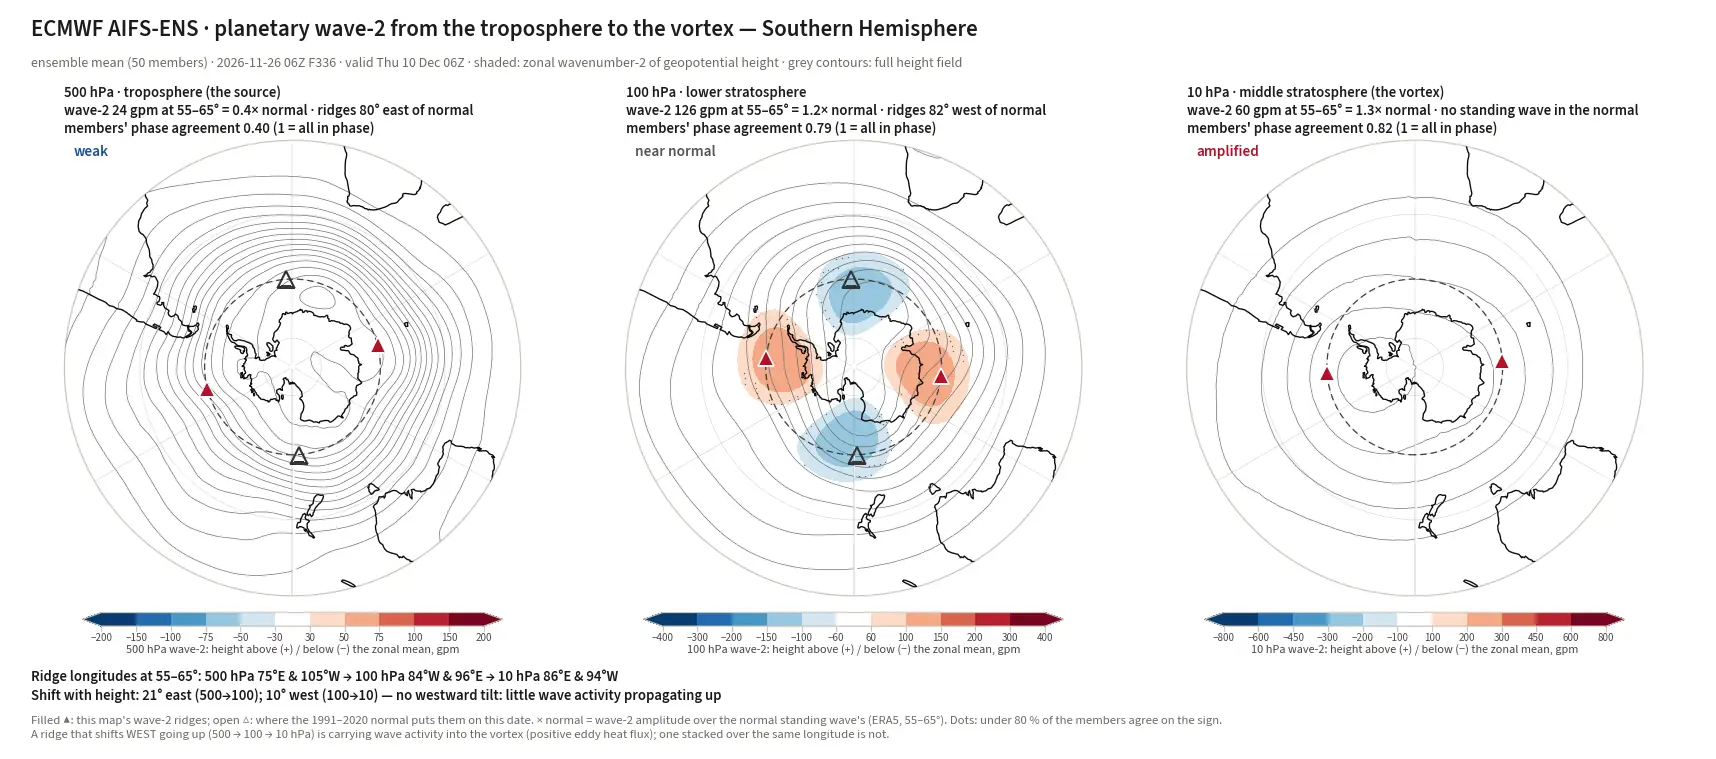 ECMWF AIFS-ENS · planetary wave-2 from the troposphere to the vortex — Southern Hemisphere
ensemble mean (50 members) · 2026-11-26 06Z F336 · valid Thu 10 Dec 06Z · shaded: zonal wavenumber-2 of geopotential height · grey contours: full height field
500 hPa · troposphere (the source)
wave-2 24 gpm at 55–65° = 0.4× normal · ridges 80° east of normal
members' phase agreement 0.40 (1 = all in phase)
weak
100 hPa · lower stratosphere
wave-2 126 gpm at 55–65° = 1.2× normal · ridges 82° west of normal
members' phase agreement 0.79 (1 = all in phase)
near normal
10 hPa · middle stratosphere (the vortex)
wave-2 60 gpm at 55–65° = 1.3× normal · no standing wave in the normal
members' phase agreement 0.82 (1 = all in phase)
amplified
−200 −150 −100 −75 −50 −30 30 50 75 100 150 200
500 hPa wave-2: height above (+) / below (−) the zonal mean, gpm
−400 −300 −200 −150 −100 −60 60 100 150 200 300 400
100 hPa wave-2: height above (+) / below (−) the zonal mean, gpm
−800 −600 −450 −300 −200 −100 100 200 300 450 600 800
10 hPa wave-2: height above (+) / below (−) the zonal mean, gpm
Ridge longitudes at 55–65°: 500 hPa 75°E & 105°W → 100 hPa 84°W & 96°E → 10 hPa 86°E & 94°W
Shift with height: 21° east (500→100); 10° west (100→10) — no westward tilt: little wave activity propagating up
Filled ▲: this map's wave-2 ridges; open △: where the 1991–2020 normal puts them on this date. × normal = wave-2 amplitude over the normal standing wave's (ERA5, 55–65°). Dots: under 80 % of the members agree on the sign.
A ridge that shifts WEST going up (500 → 100 → 10 hPa) is carrying wave activity into the vortex (positive eddy heat flux); one stacked over the same longitude is not.